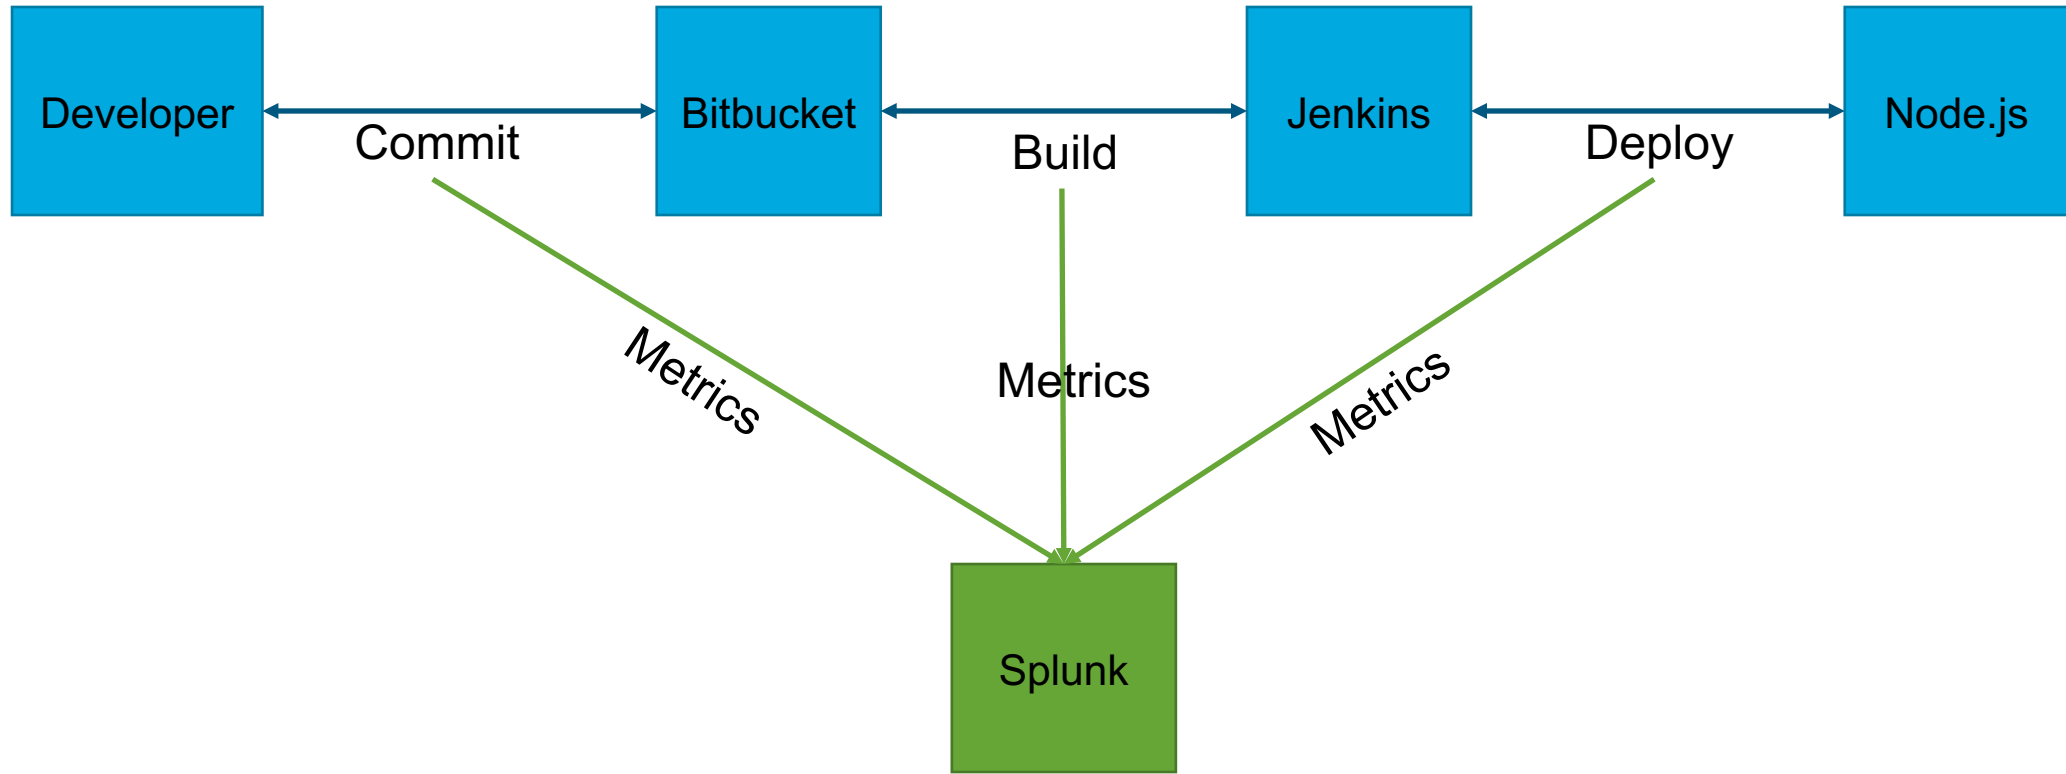 Developer
Bitbucket
Jenkins
Node.js
Commit
Build
Deploy
Metrics
Metrics
Metrics
Splunk